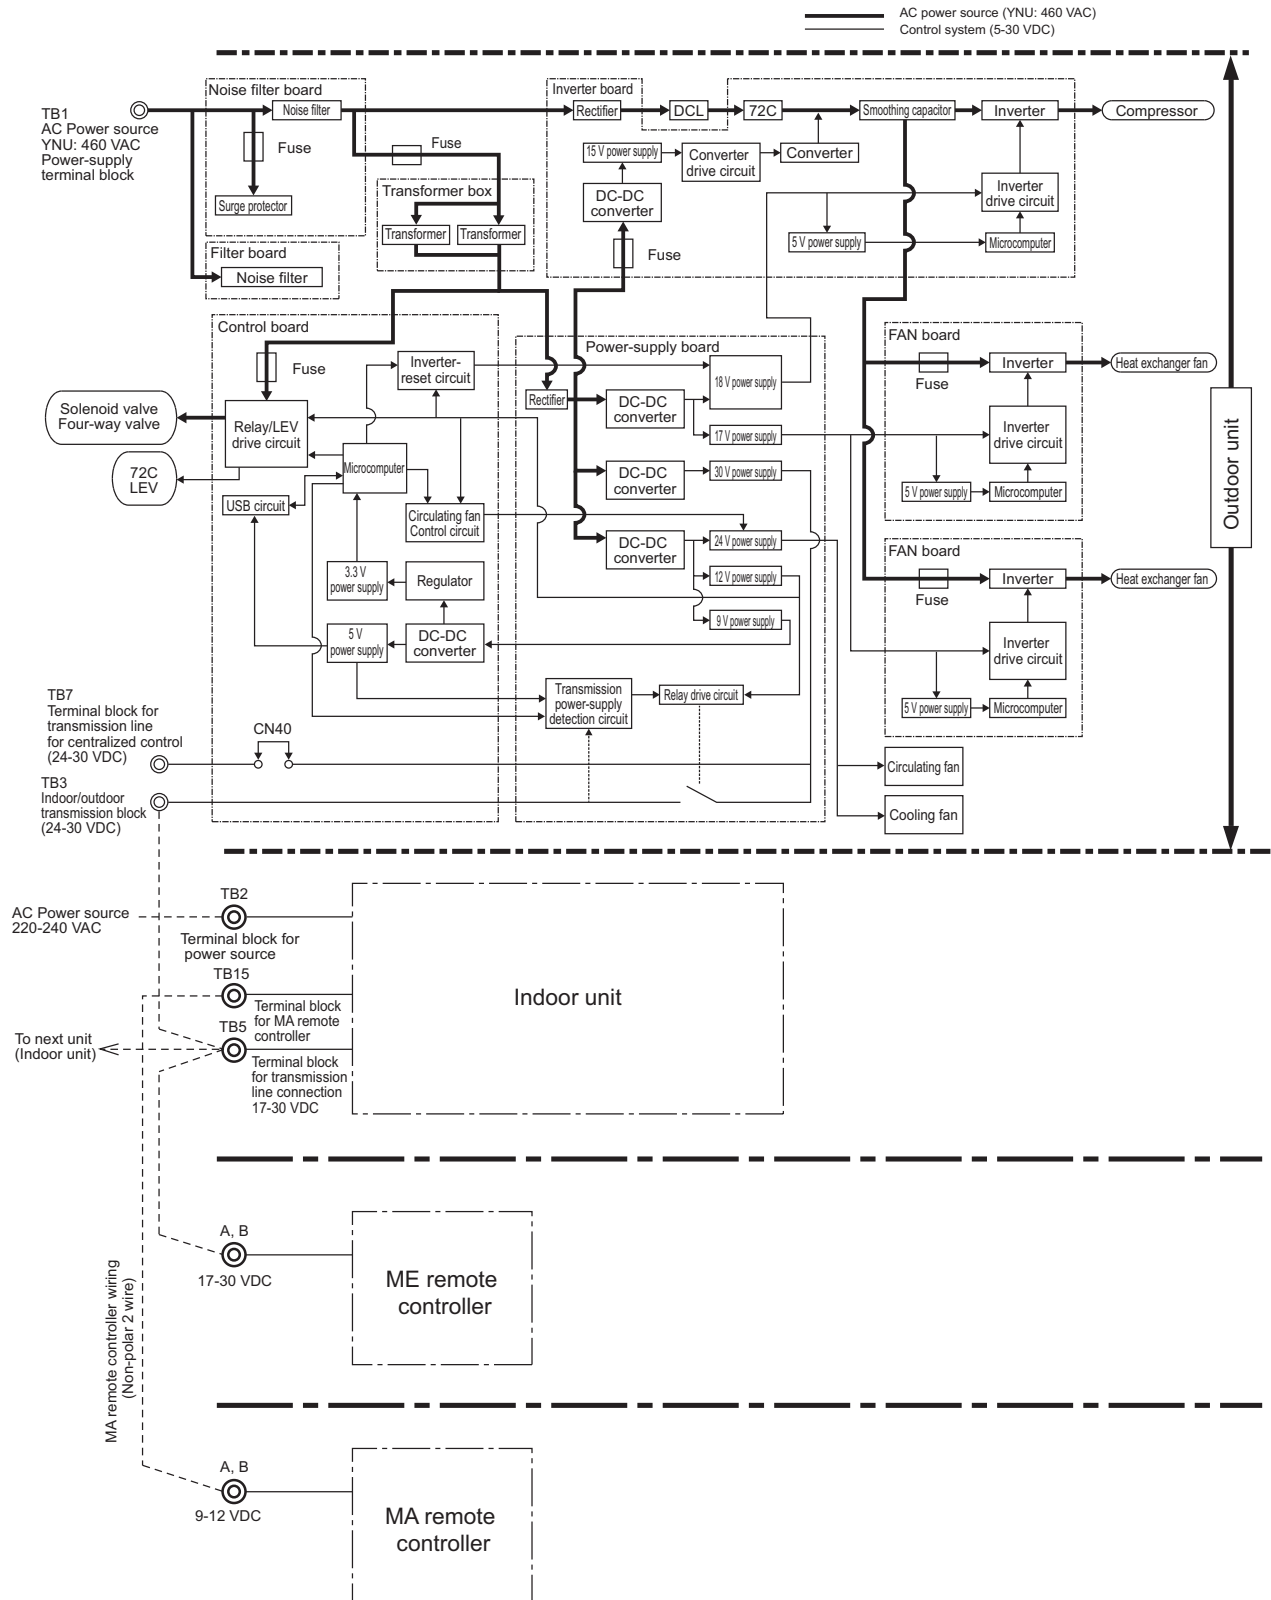 AC power source (YNU: 460 VAC)
Control system (5-30 VDC)
TB1
AC Power source
YNU: 460 VAC
Power-supply
terminal block
Noise filter board
Noise filter
Fuse
Surge protector
Filter board
Noise filter
Fuse
Transformer box
Transformer
Transformer
Inverter board
Rectifier
DCL
72C
Smoothing capacitor
Inverter
Compressor
15 V power supply
Converter
drive circuit
Converter
DC-DC
converter
Fuse
Inverter
drive circuit
5 V power supply
Microcomputer
Outdoor unit
Control board
Fuse
Inverter-
reset circuit
Solenoid valve
Four-way valve
Relay/LEV
drive circuit
72C
LEV
Microcomputer
USB circuit
Circulating fan
Control circuit
3.3 V
power supply
Regulator
5 V
power supply
DC-DC
converter
Power-supply board
Rectifier
DC-DC
converter
18 V power supply
17 V power supply
DC-DC
converter
30 V power supply
DC-DC
converter
24 V power supply
12 V power supply
9 V power supply
Transmission
power-supply
detection circuit
Relay drive circuit
FAN board
Fuse
Inverter
Heat exchanger fan
Inverter
drive circuit
5 V power supply
Microcomputer
FAN board
Fuse
Inverter
Heat exchanger fan
Inverter
drive circuit
5 V power supply
Microcomputer
Circulating fan
Cooling fan
TB7
Terminal block for
transmission line
for centralized control
(24-30 VDC)
CN40
TB3
Indoor/outdoor
transmission block
(24-30 VDC)
AC Power source
220-240 VAC
TB2
Terminal block for
power source
TB15
Terminal block
for MA remote
controller
To next unit
(Indoor unit)
TB5
Terminal block
for transmission
line connection
17-30 VDC
Indoor unit
A, B
17-30 VDC
ME remote
controller
MA remote controller wiring
(Non-polar 2 wire)
A, B
9-12 VDC
MA remote
controller